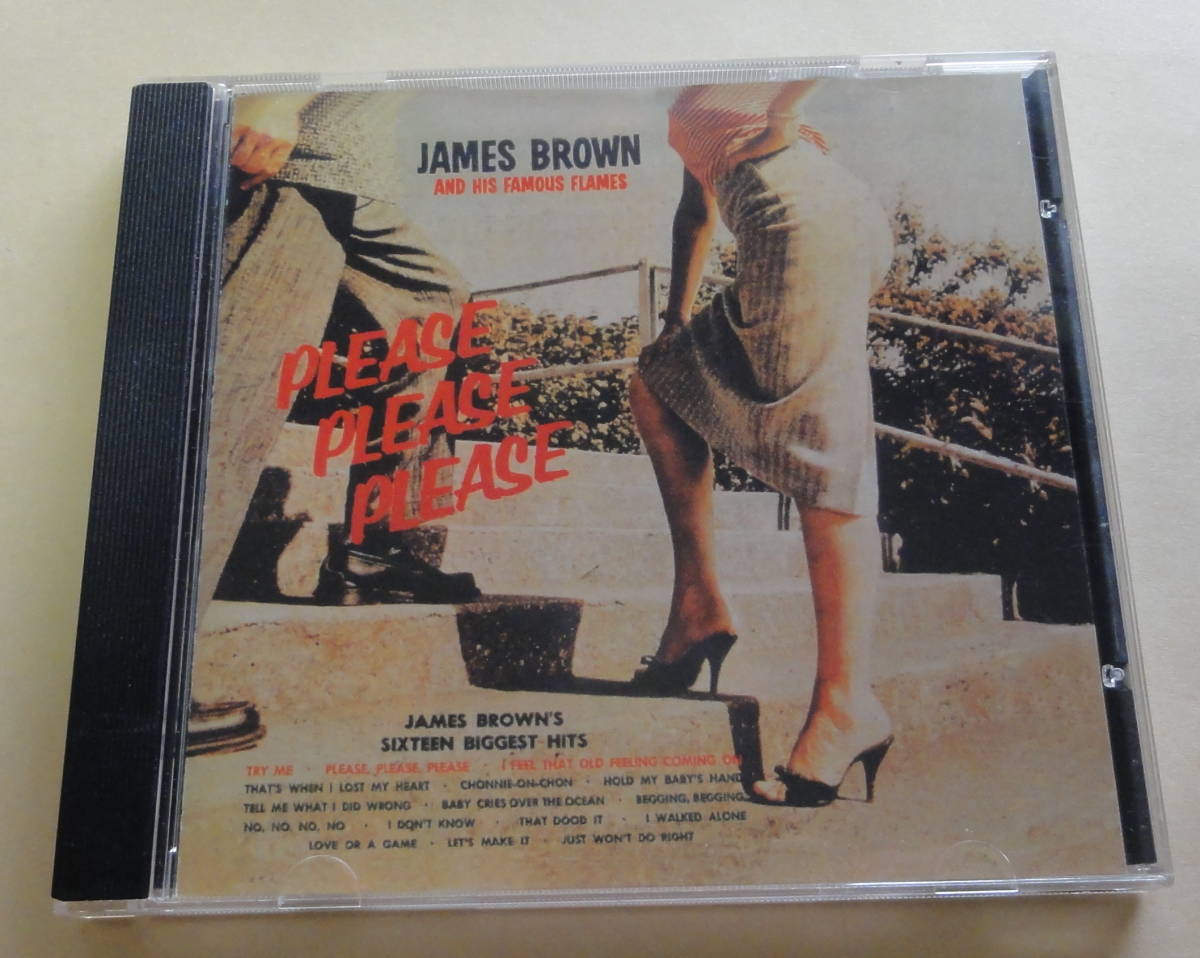 JAMES BROWN
AND HIS FAMOUS FLAMES
PLEASE
PLEASE
PLEASE
JAMES BROWN'S
SIXTEEN BIGGEST HITS
TRY ME · PLEASE, PLEASE, PLEASE · I FEEL THAT OLD FEELING COMING ON
THAT'S WHEN I LOST MY HEART · CHONNIE-ON-CHON · HOLD MY BABY'S HAND
TELL ME WHAT I DID WRONG · BABY CRIES OVER THE OCEAN · BEGGING, BEGGING
NO, NO, NO, NO · I DON'T KNOW · THAT DOOD IT · I WALKED ALONE
LOVE OR A GAME · LET'S MAKE IT · JUST WON'T DO RIGHT